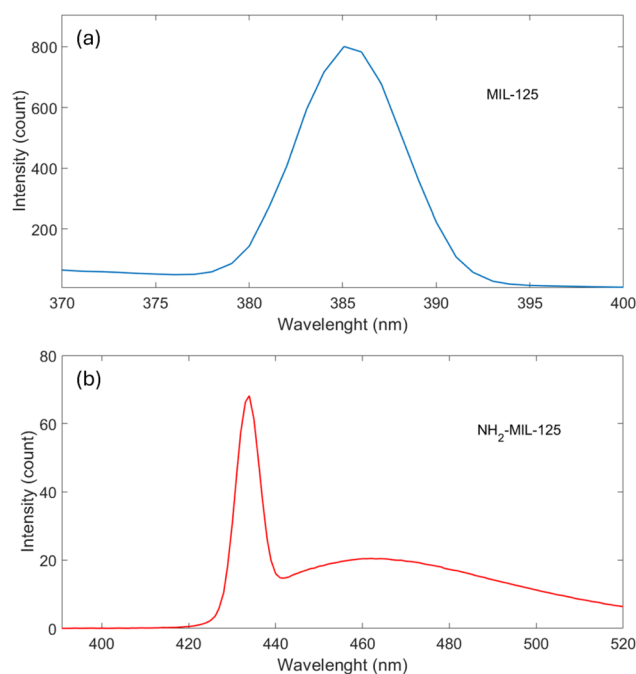 (a)
MIL-125
800
600
400
200
Intensity (count)
370 375 380 385 390 395 400
Wavelenght (nm)
(b)
NH₂-MIL-125
80
60
40
20
0
Intensity (count)
400 420 440 460 480 500 520
Wavelenght (nm)